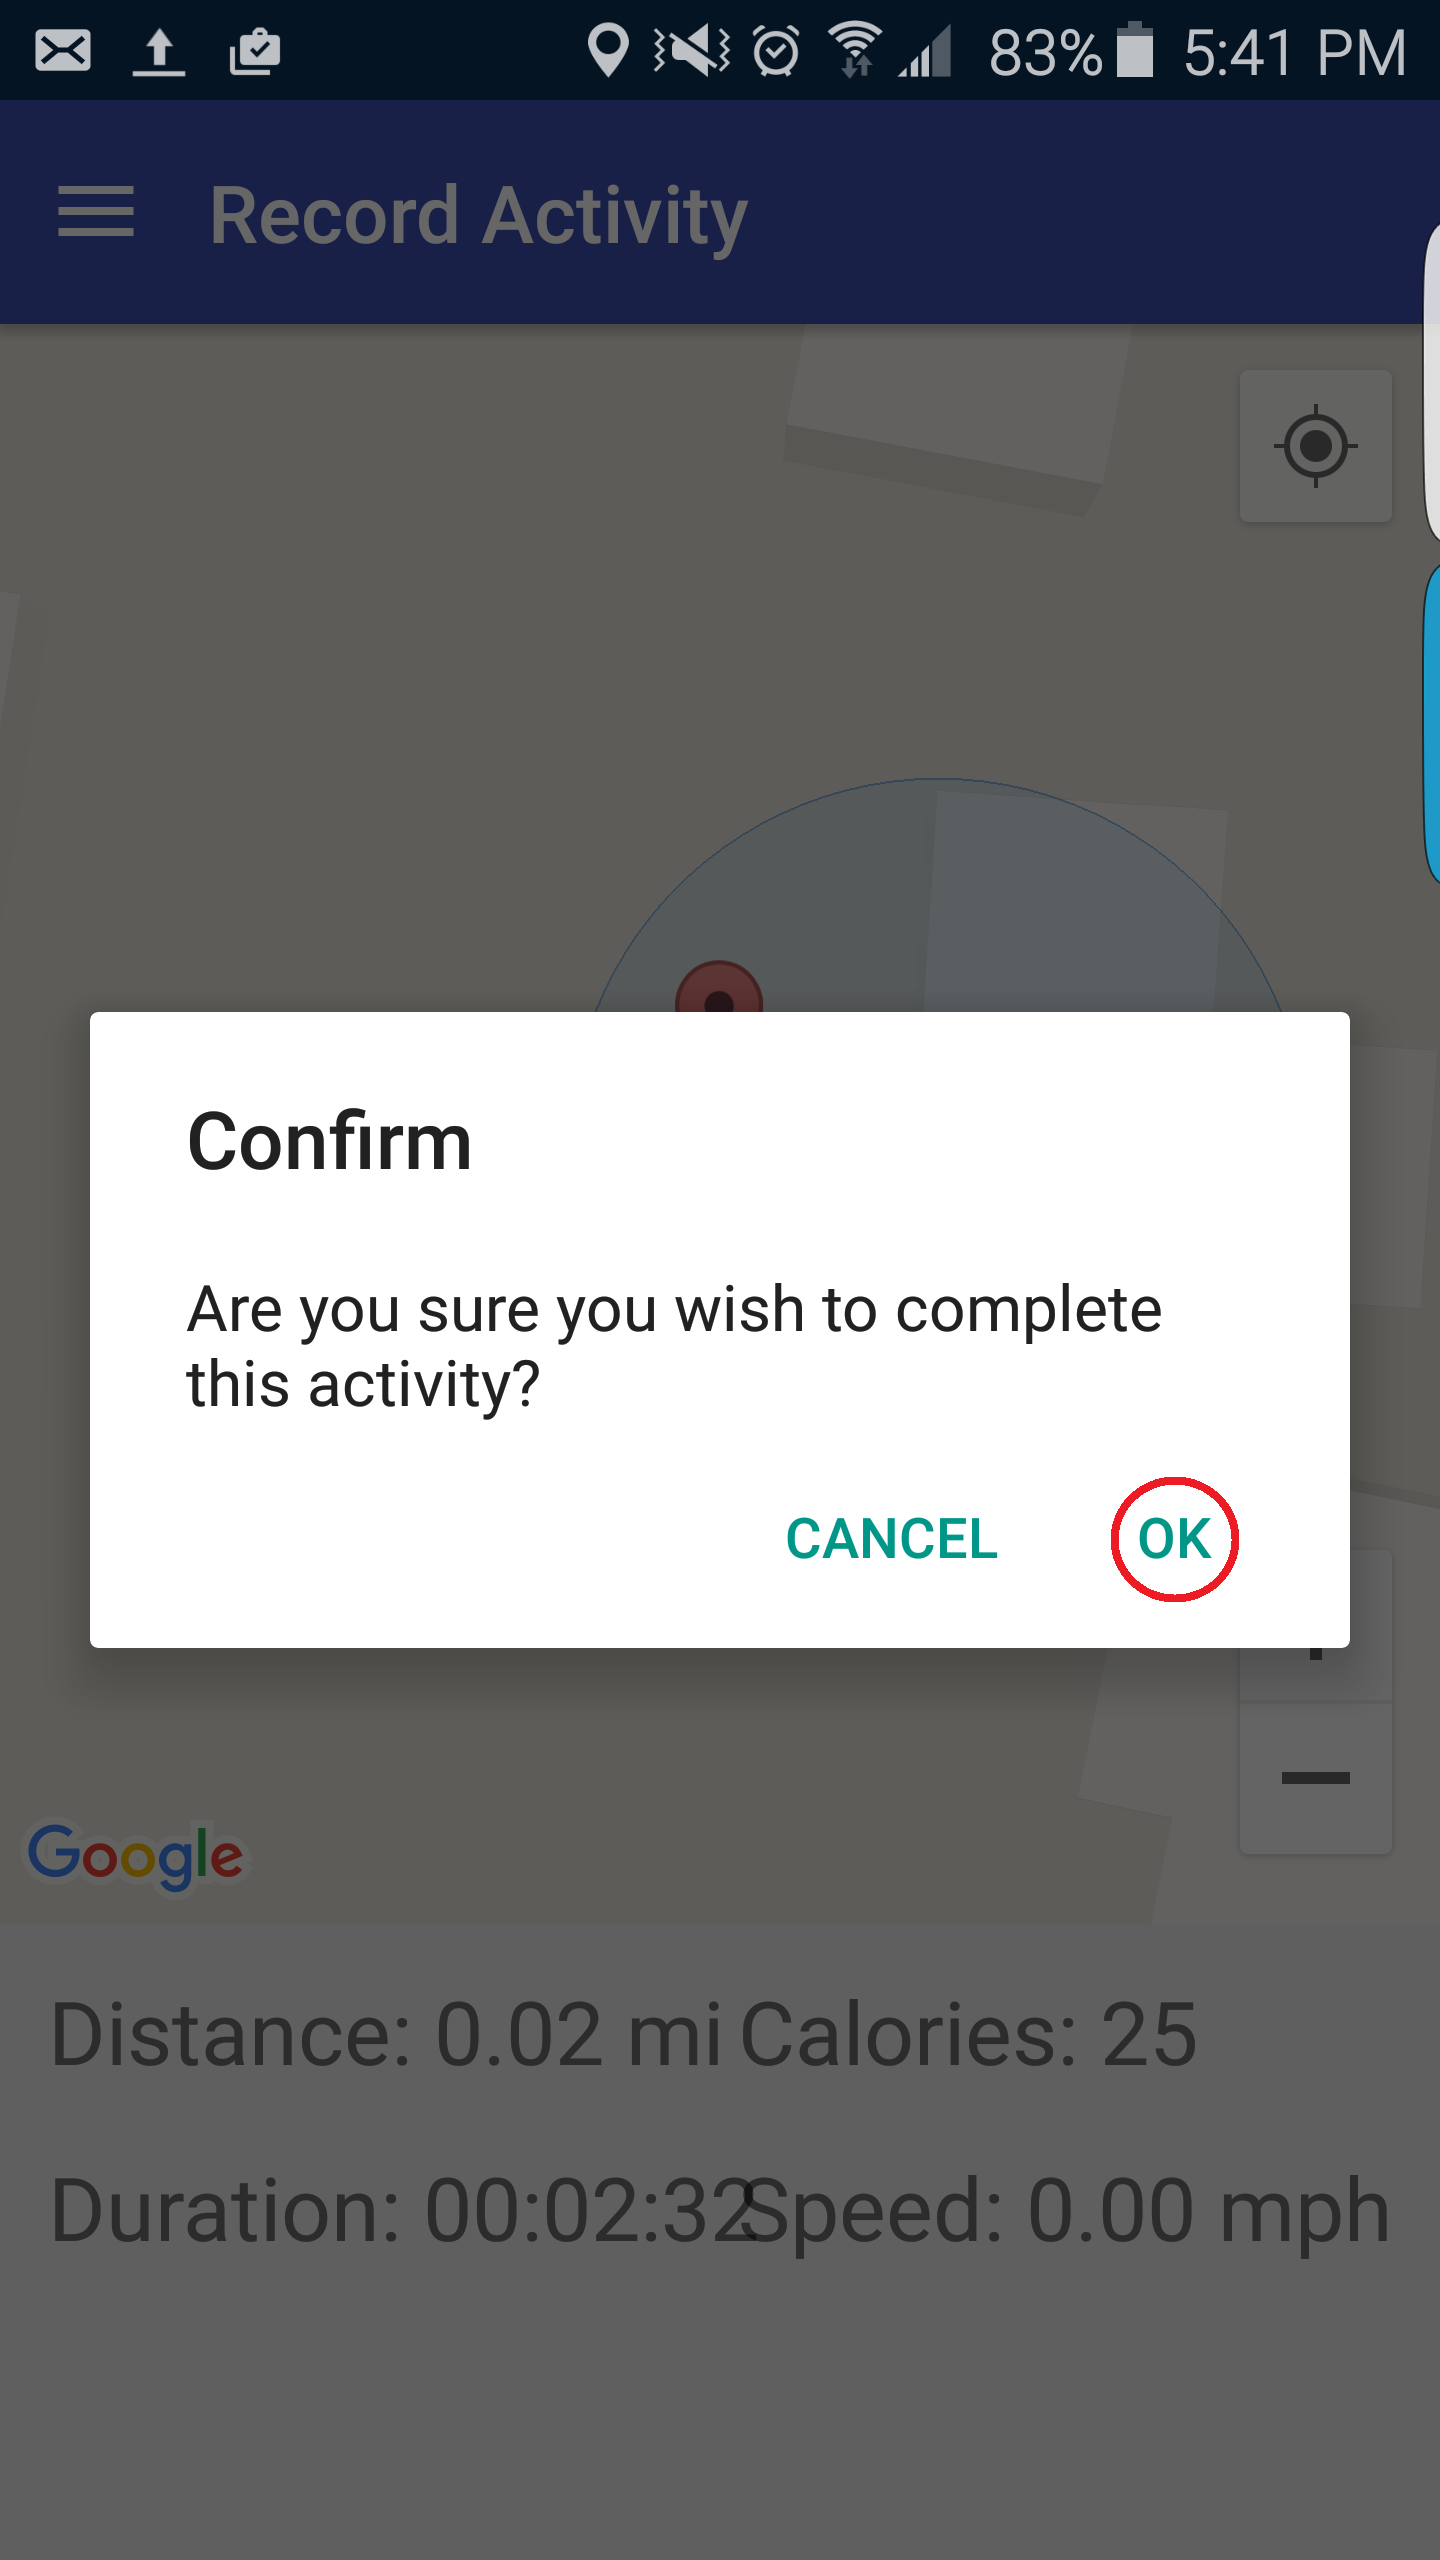 83% 5:41 PM
Record Activity
Confirm
Are you sure you wish to complete
this activity?
CANCEL OK
Google
Distance: 0.02 mi Calories: 25
Duration: 00:02:32 Speed: 0.00 mph